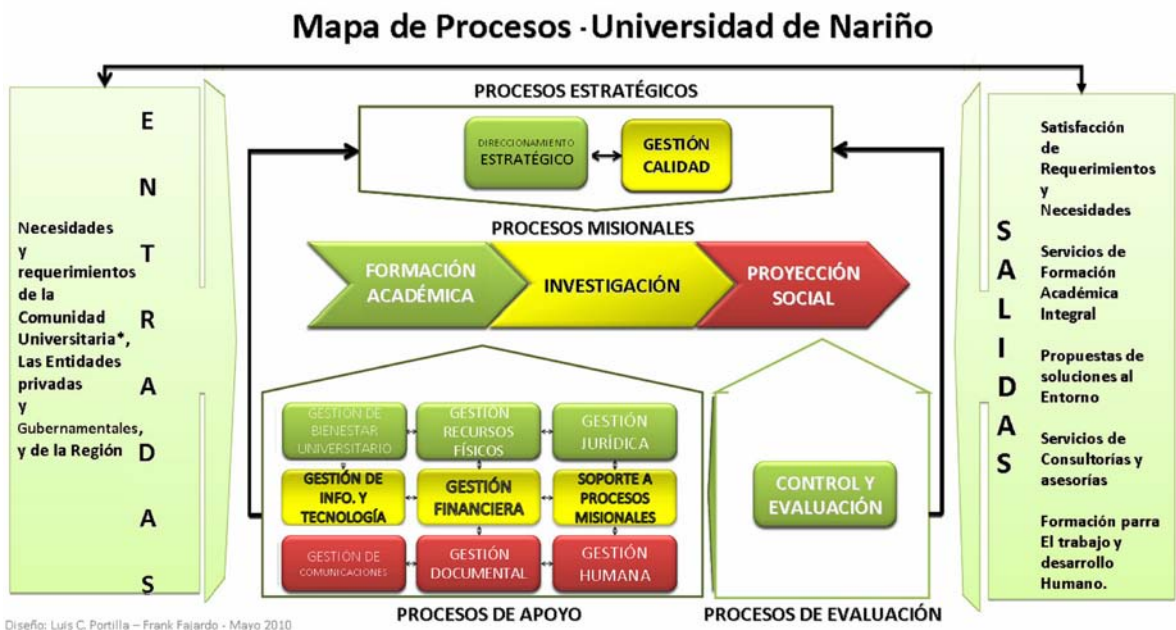 Mapa de Procesos - Universidad de Nariño
E
N
T
R
A
D
A
S
Necesidades
y
requerimientos
de la
Comunidad
Universitaria*,
Las Entidades
privadas
y
Gubernamentales,
y de la Región
PROCESOS ESTRATÉGICOS
DIRECCIONAMIENTO
ESTRATÉGICO
GESTIÓN
CALIDAD
PROCESOS MISIONALES
FORMACIÓN
ACADÉMICA
INVESTIGACIÓN
PROYECCIÓN
SOCIAL
GESTIÓN DE
BIENESTAR
UNIVERSITARIO
GESTIÓN
RECURSOS
FÍSICOS
GESTIÓN
JURÍDICA
GESTIÓN DE
INFO. Y
TECNOLOGÍA
GESTIÓN
FINANCIERA
SOPORTE A
PROCESOS
MISIONALES
GESTIÓN DE
COMUNICACIONES
GESTIÓN
DOCUMENTAL
GESTIÓN
HUMANA
PROCESOS DE APOYO
CONTROL Y
EVALUACIÓN
PROCESOS DE EVALUACIÓN
S
A
L
I
D
A
S
Satisfacción
de
Requerimientos
y
Necesidades
Servicios de
Formación
Académica
Integral
Propuestas de
soluciones al
Entorno
Servicios de
Consultorías y
asesorías
Formación parra
El trabajo y
desarrollo
Humano.
Diseño: Luis C. Portilla – Frank Fajardo - Mayo 2010